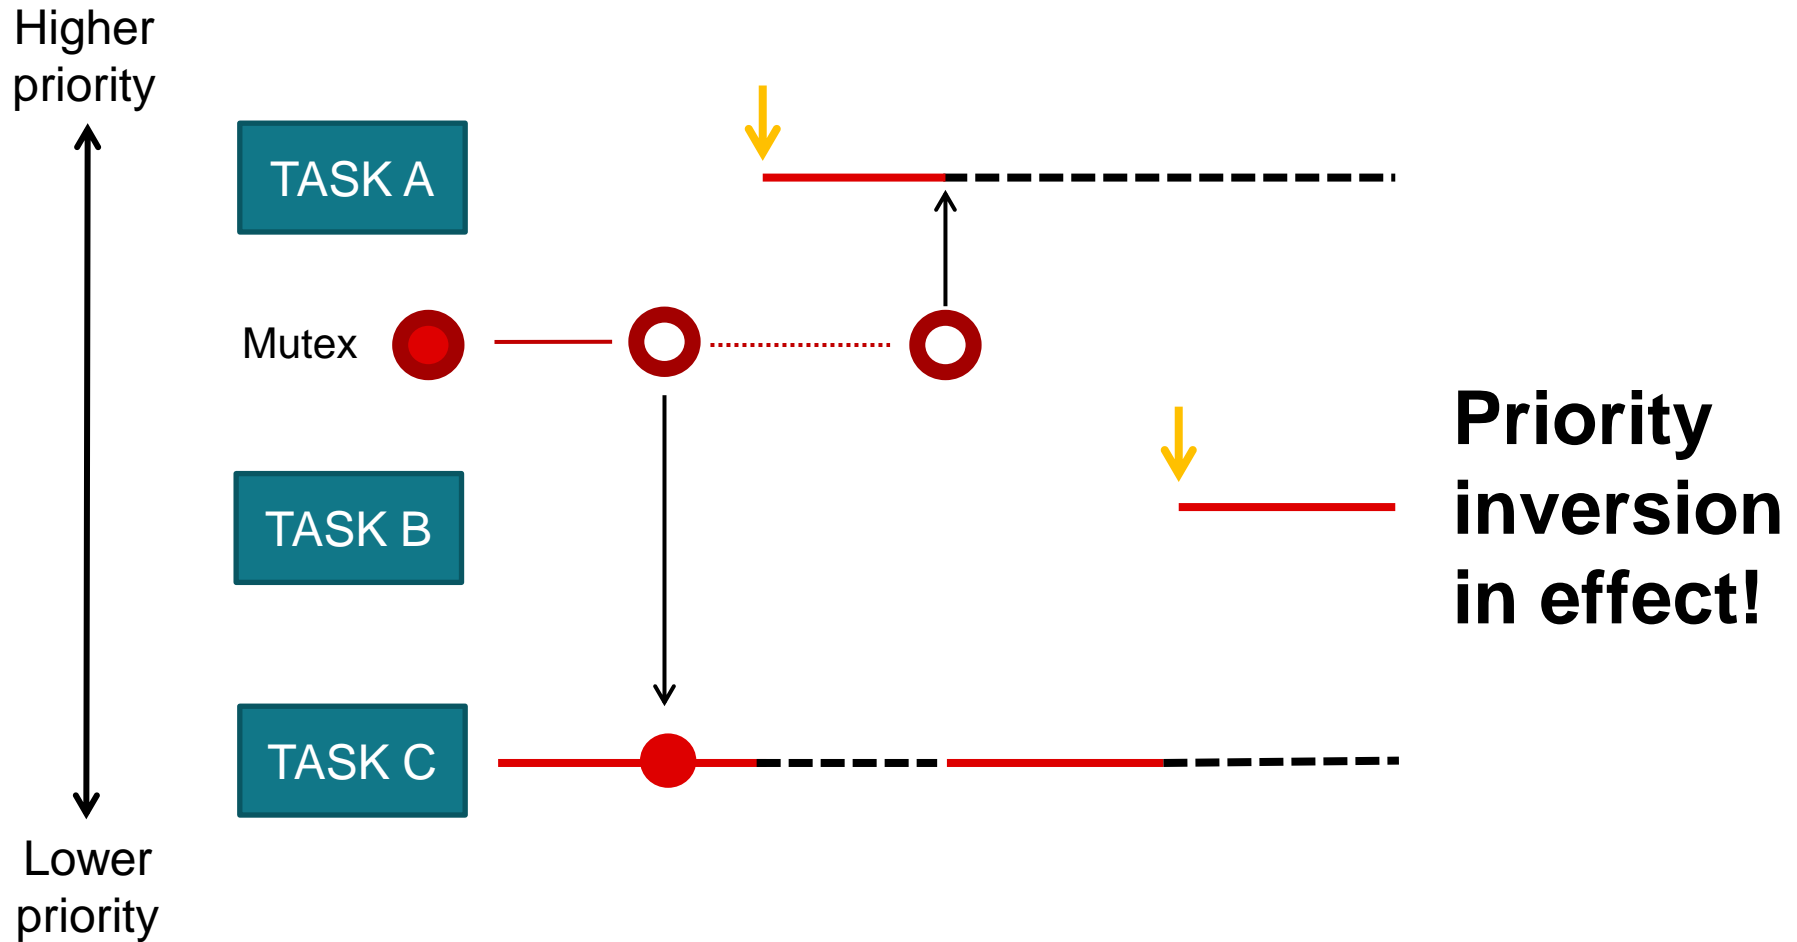 Higher
priority
TASK A
Mutex
Priority
inversion
in effect!
TASK B
TASK C
Lower
priority